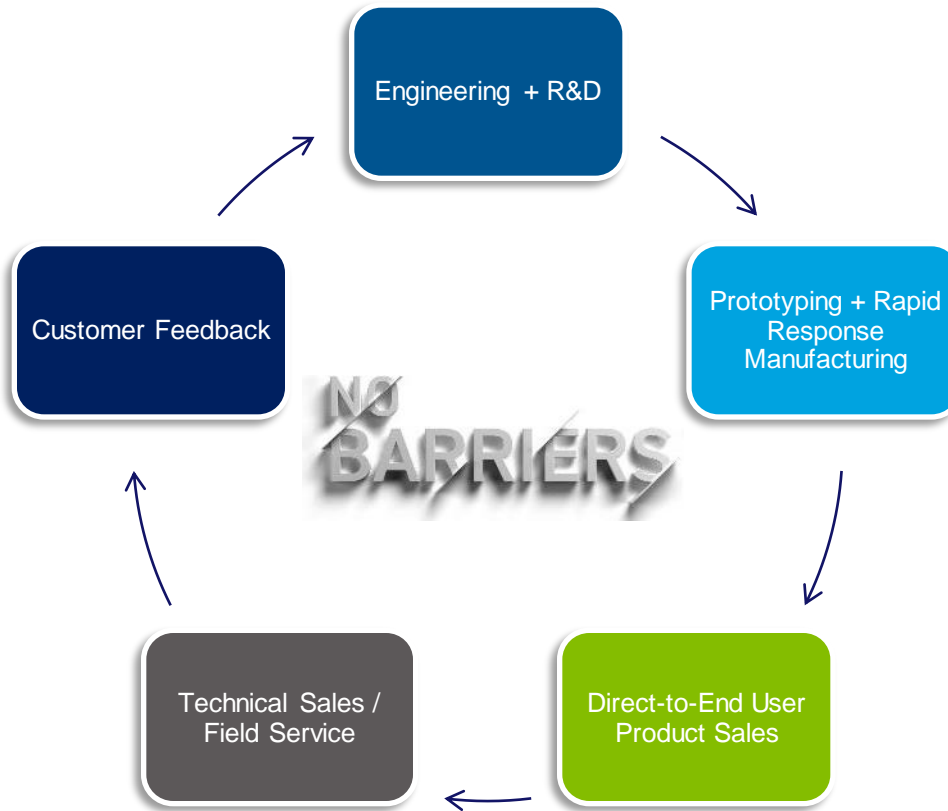 Engineering + R&D
Customer Feedback
Prototyping + Rapid
Response
Manufacturing
NO
BARRIERS
Technical Sales /
Field Service
Direct-to-End User
Product Sales